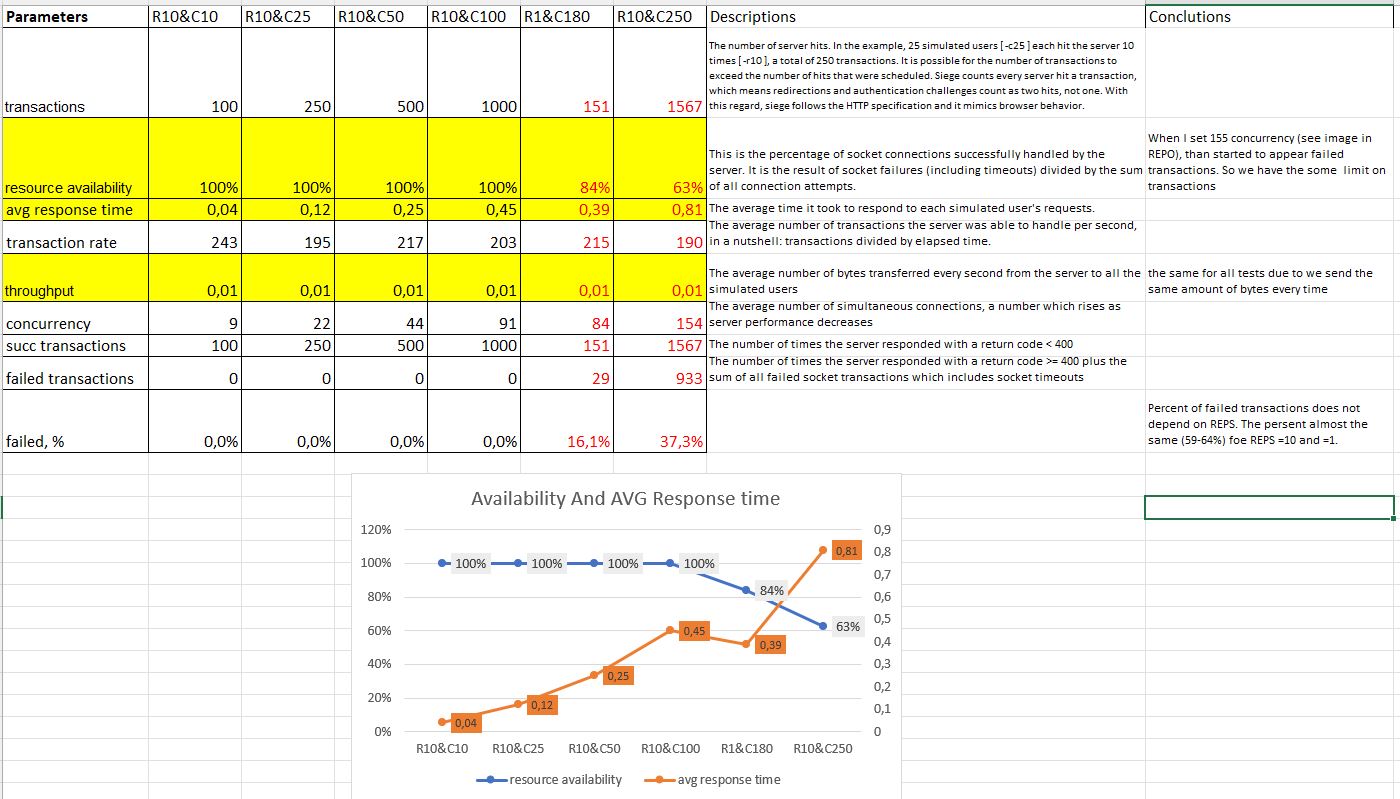 Parameters R10&C10 R10&C25 R10&C50 R10&C100 R1&C180 R10&C250 Descriptions Conclutions
The number of server hits. In the example, 25 simulated users [-c25] each hit the server 10
times [-r10], a total of 250 transactions. It is possible for the number of transactions to
exceed the number of hits that were scheduled. Siege counts every server hit a transaction,
which means redirections and authentication challenges count as two hits, not one. With
this regard, siege follows the HTTP specification and it mimics browser behavior.
transactions 100 250 500 1000 151 1567
This is the percentage of socket connections successfully handled by the
server. It is the result of socket failures (including timeouts) divided by the sum
of all connection attempts.
When I set 155 concurrency (see image in
REPO), than started to appear failed
transactions. So we have the some limit on
transactions
resource availability 100% 100% 100% 100% 84% 63%
avg response time 0,04 0,12 0,25 0,45 0,39 0,81 The average time it took to respond to each simulated user's requests.
The average number of transactions the server was able to handle per second,
in a nutshell: transactions divided by elapsed time.
transaction rate 243 195 217 203 215 190
The average number of bytes transferred every second from the server to all the
simulated users
the same for all tests due to we send the
same amount of bytes every time
throughput 0,01 0,01 0,01 0,01 0,01 0,01
The average number of simultaneous connections, a number which rises as
server performance decreases
concurrency 9 22 44 91 84 154
succ transactions 100 250 500 1000 151 1567 The number of times the server responded with a return code < 400
The number of times the server responded with a return code >= 400 plus the
sum of all failed socket transactions which includes socket timeouts
failed transactions 0 0 0 0 29 933
Percent of failed transactions does not
depend on REPS. The persent almost the
same (59-64%) foe REPS =10 and =1.
failed, % 0,0% 0,0% 0,0% 0,0% 16,1% 37,3%
Availability And AVG Response time
120% 0,9
100% 100% 100% 100% 100% 0,8
80% 84% 0,7
60% 63% 0,6
40% 0,5
20% 0,4
0% 0,3
0,2
0,1
0
0,04 0,12 0,25 0,45 0,39 0,81
R10&C10 R10&C25 R10&C50 R10&C100 R1&C180 R10&C250
resource availability avg response time